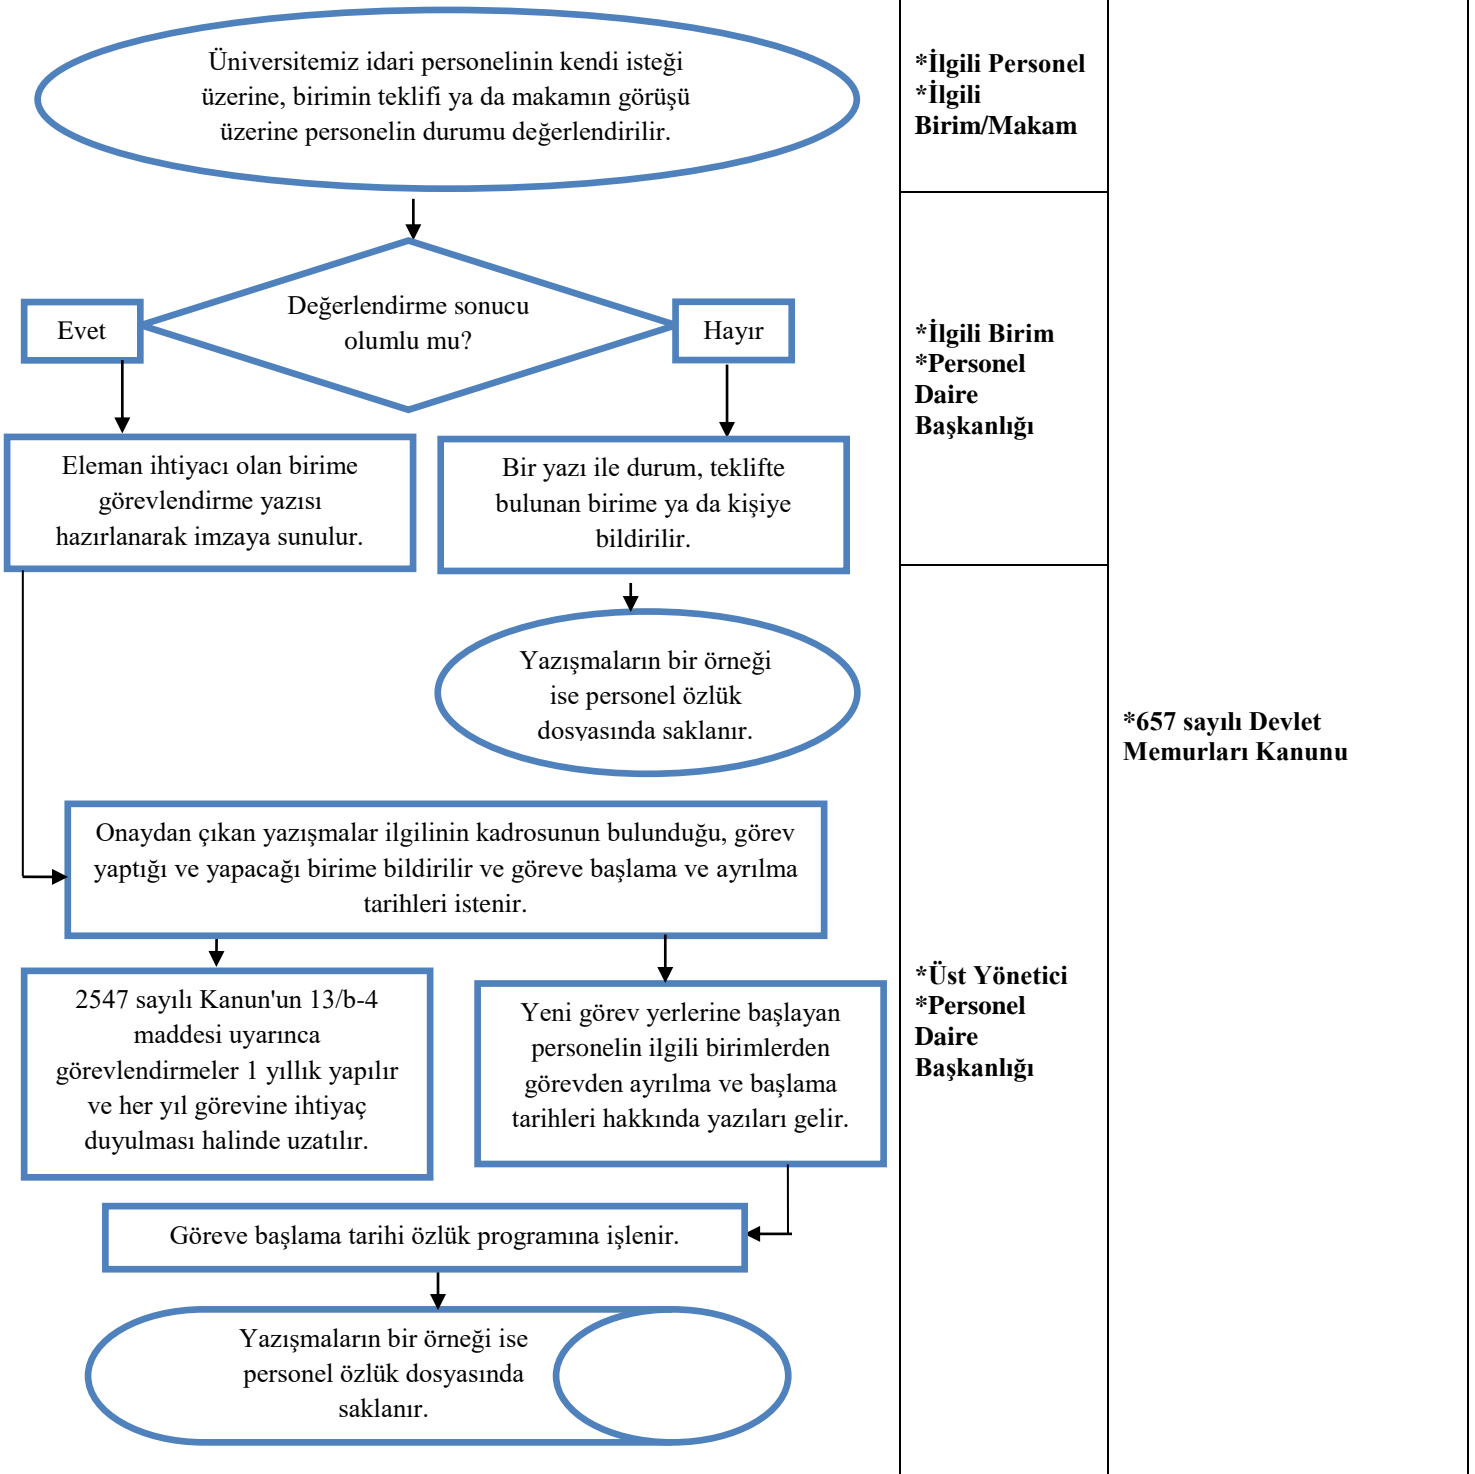 Üniversitemiz idari personelinin kendi isteği
üzerine, birimin teklifi ya da makamın görüşü
üzerine personelin durumu değerlendirilir.
*İlgili Personel
*İlgili
Birim/Makam
Değerlendirme sonucu
olumlu mu?
Evet
Hayır
*İlgili Birim
*Personel
Daire
Başkanlığı
Eleman ihtiyacı olan birime
görevlendirme yazısı
hazırlanarak imzaya sunulur.
Bir yazı ile durum, teklifte
bulunan birime ya da kişiye
bildirilir.
Yazışmaların bir örneği
ise personel özlük
dosyasında saklanır.
*657 sayılı Devlet
Memurları Kanunu
Onaydan çıkan yazışmalar ilgilinin kadrosunun bulunduğu, görev
yaptığı ve yapacağı birime bildirilir ve göreve başlama ve ayrılma
tarihleri istenir.
2547 sayılı Kanun'un 13/b-4
maddesi uyarınca
görevlendirmeler 1 yıllık yapılır
ve her yıl görevine ihtiyaç
duyulması halinde uzatılır.
Yeni görev yerlerine başlayan
personelin ilgili birimlerden
görevden ayrılma ve başlama
tarihleri hakkında yazıları gelir.
*Üst Yönetici
*Personel
Daire
Başkanlığı
Göreve başlama tarihi özlük programına işlenir.
Yazışmaların bir örneği ise
personel özlük dosyasında
saklanır.